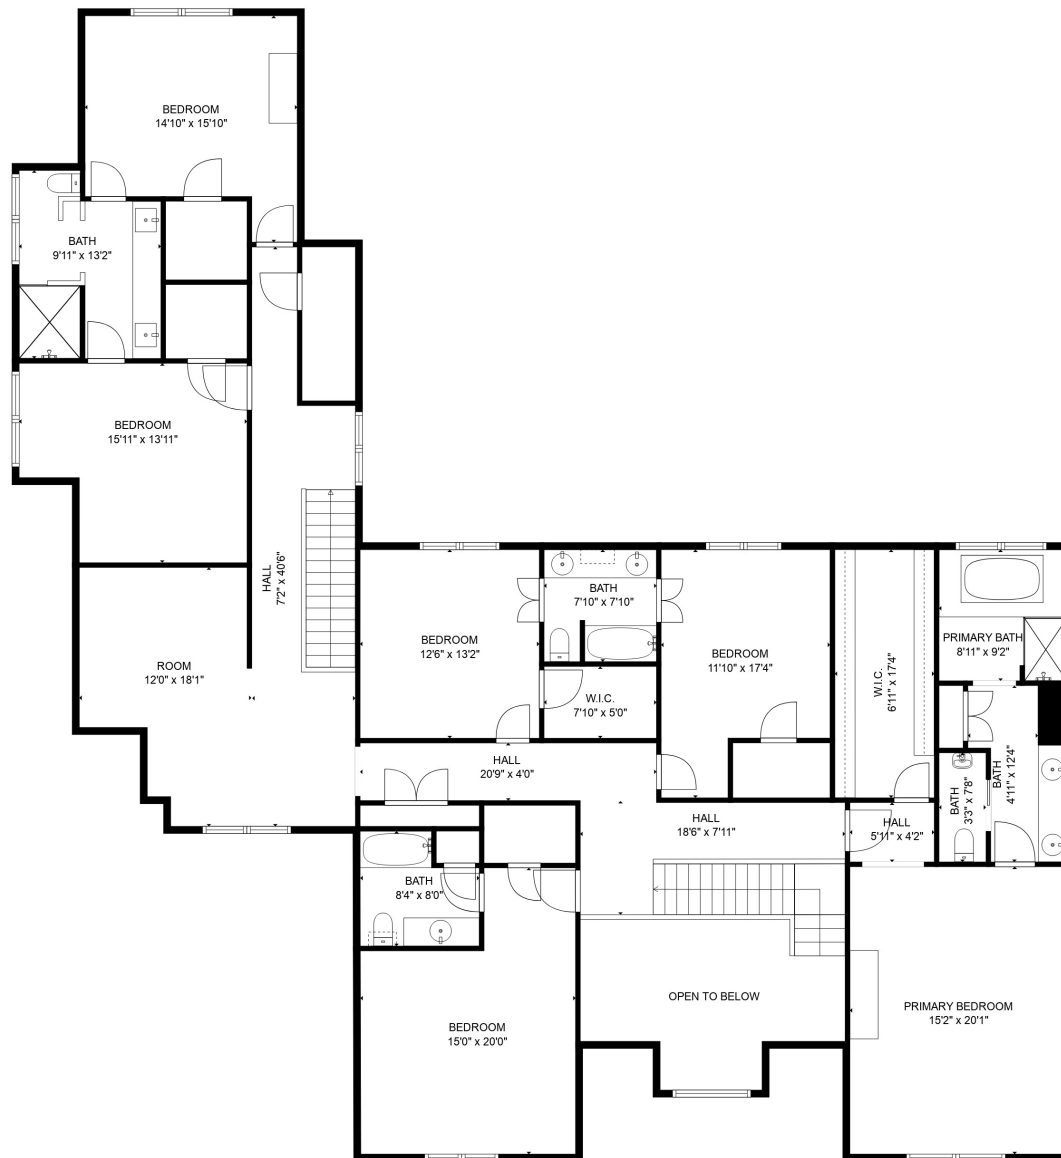 BEDROOM
14'10" x 15'10"
BATH
9'11" x 13'2"
BEDROOM
15'11" x 13'11"
HALL
7'2" x 40'6"
ROOM
12'0" x 18'1"
BEDROOM
12'6" x 13'2"
BATH
7'10" x 7'10"
W.I.C.
7'10" x 5'0"
BEDROOM
11'10" x 17'4"
W.I.C.
6'11" x 17'4"
PRIMARY BATH
8'11" x 9'2"
HALL
20'9" x 4'0"
HALL
18'6" x 7'11"
HALL
5'11" x 4'2"
BATH
3'3" x 7'8"
BATH
4'11" x 12'4"
BATH
8'4" x 8'0"
BEDROOM
15'0" x 20'0"
OPEN TO BELOW
PRIMARY BEDROOM
15'2" x 20'1"